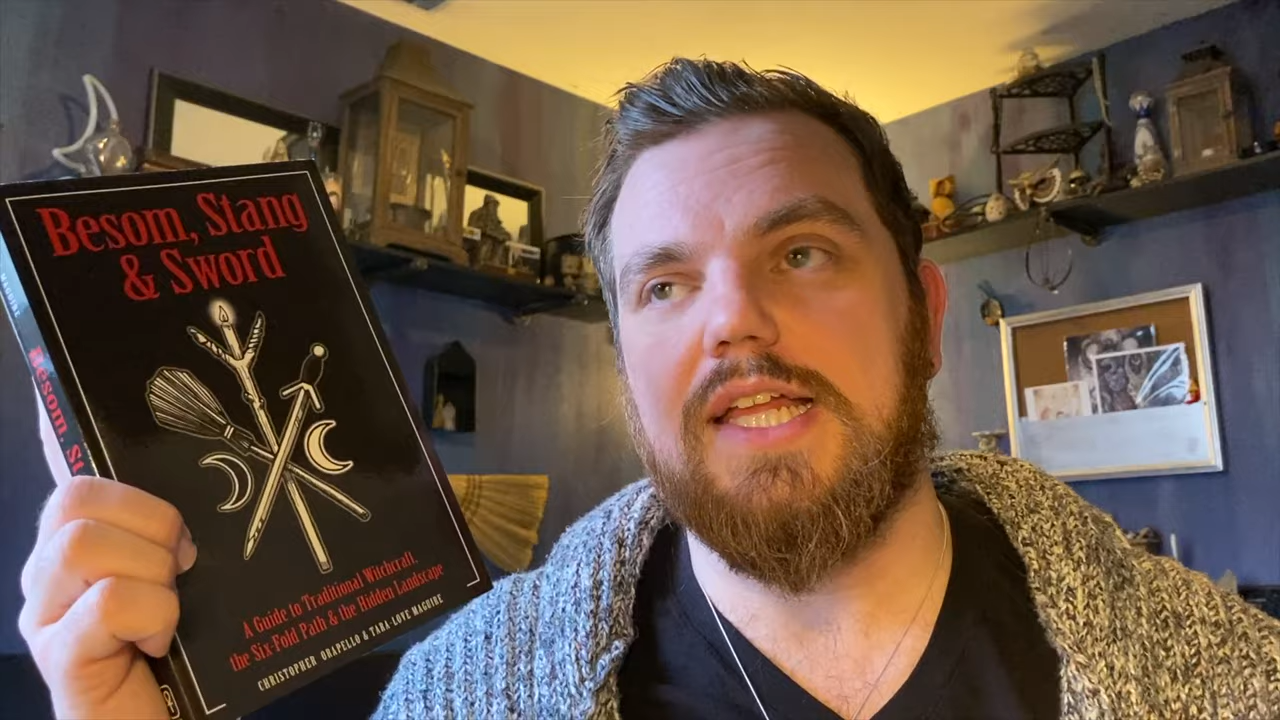 Besom, Stang
& Sword
A Guide to Traditional Witchcraft,
the Six-Fold Path & the Hidden Landscape
CHRISTOPHER ORAPELLO & TARA-LOVE MAGUIRE
MAGUIRE
Besom, St